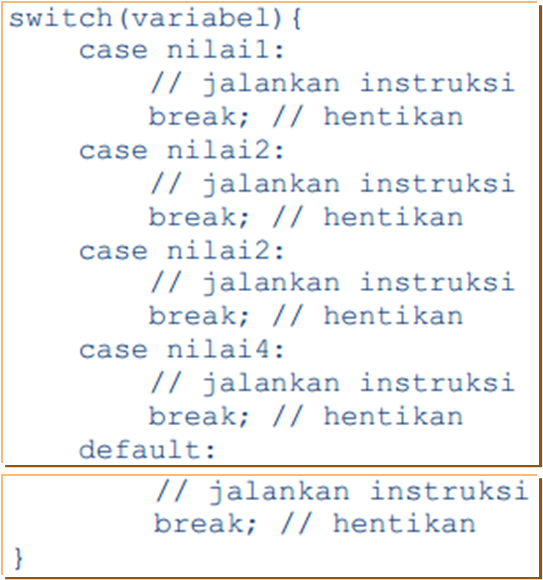 switch(variabel){
    case nilai1:
        // jalankan instruksi
        break; // hentikan
    case nilai2:
        // jalankan instruksi
        break; // hentikan
    case nilai2:
        // jalankan instruksi
        break; // hentikan
    case nilai4:
        // jalankan instruksi
        break; // hentikan
    default:
        // jalankan instruksi
        break; // hentikan
}